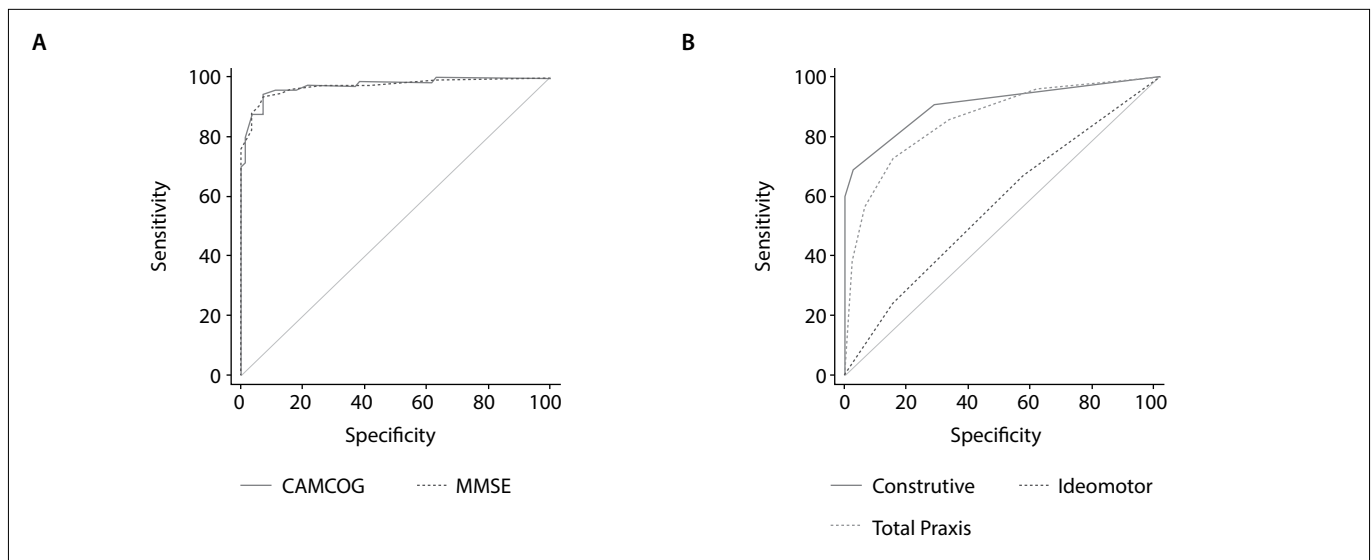 A
100
80
60
40
20
0
Sensitivity
0 20 40 60 80 100
Specificity
CAMCOG MMSE
B
100
80
60
40
20
0
Sensitivity
0 20 40 60 80 100
Specificity
Construtive Ideomotor
Total Praxis